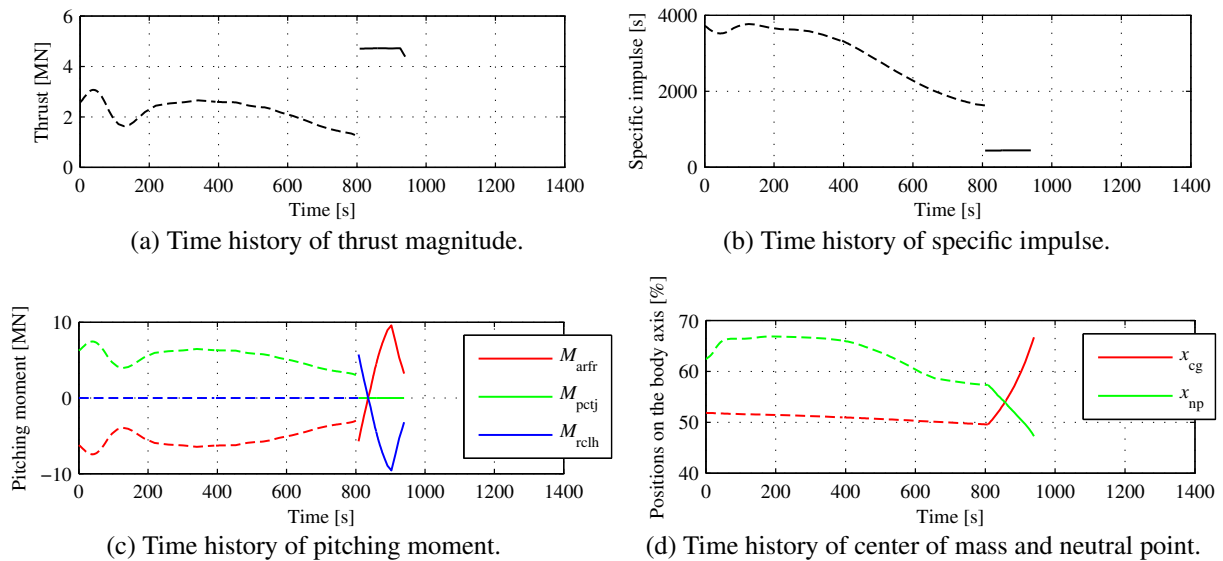 Thrust [MN]
6
4
2
0
0 200 400 600 800 1000 1200 1400
Time [s]
(a) Time history of thrust magnitude.
Specific impulse [s]
4000
2000
0
0 200 400 600 800 1000 1200 1400
Time [s]
(b) Time history of specific impulse.
Pitching moment [MN]
10
0
−10
0 200 400 600 800 1000 1200 1400
Time [s]
M_arfr
M_pctj
M_rclh
(c) Time history of pitching moment.
Positions on the body axis [%]
70
60
50
40
0 200 400 600 800 1000 1200 1400
Time [s]
x_cg
x_np
(d) Time history of center of mass and neutral point.